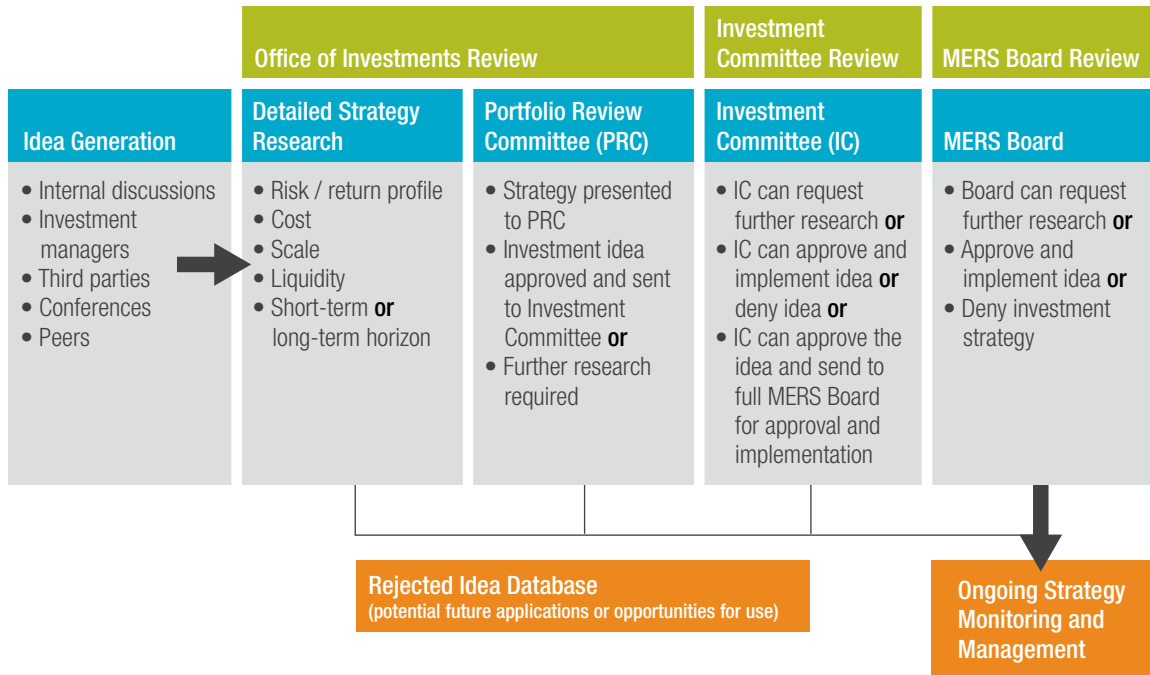 Office of Investments Review
Investment
Committee Review
MERS Board Review
Idea Generation
• Internal discussions
• Investment
managers
• Third parties
• Conferences
• Peers
Detailed Strategy
Research
• Risk / return profile
• Cost
• Scale
• Liquidity
• Short-term or
long-term horizon
Portfolio Review
Committee (PRC)
• Strategy presented
to PRC
• Investment idea
approved and sent
to Investment
Committee or
• Further research
required
Investment
Committee (IC)
• IC can request
further research or
• IC can approve and
implement idea or
deny idea or
• IC can approve the
idea and send to
full MERS Board
for approval and
implementation
MERS Board
• Board can request
further research or
• Approve and
implement idea or
• Deny investment
strategy
Rejected Idea Database
(potential future applications or opportunities for use)
Ongoing Strategy
Monitoring and
Management